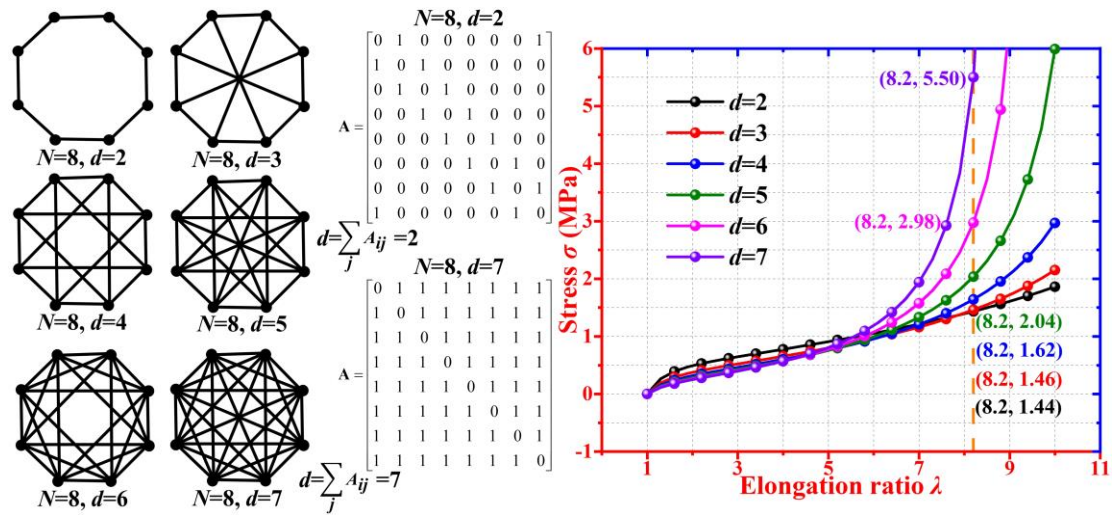 N=8, d=2
N=8, d=3
N=8, d=4
N=8, d=5
N=8, d=6
N=8, d=7
N=8, d=2
A =
0 1 0 0 0 0 0 1
1 0 1 0 0 0 0 0
0 1 0 1 0 0 0 0
0 0 1 0 1 0 0 0
0 0 0 1 0 1 0 0
0 0 0 0 1 0 1 0
0 0 0 0 0 1 0 1
1 0 0 0 0 0 1 0
d=∑j Aij =2
N=8, d=7
A =
0 1 1 1 1 1 1 1
1 0 1 1 1 1 1 1
1 1 0 1 1 1 1 1
1 1 1 0 1 1 1 1
1 1 1 1 0 1 1 1
1 1 1 1 1 0 1 1
1 1 1 1 1 1 0 1
1 1 1 1 1 1 1 0
d=∑j Aij =7
Stress σ (MPa)
6
5
4
3
2
1
0
-1
d=2
d=3
d=4
d=5
d=6
d=7
(8.2, 5.50)
(8.2, 2.98)
(8.2, 2.04)
(8.2, 1.62)
(8.2, 1.46)
(8.2, 1.44)
1 3 5 7 9 11
Elongation ratio λ